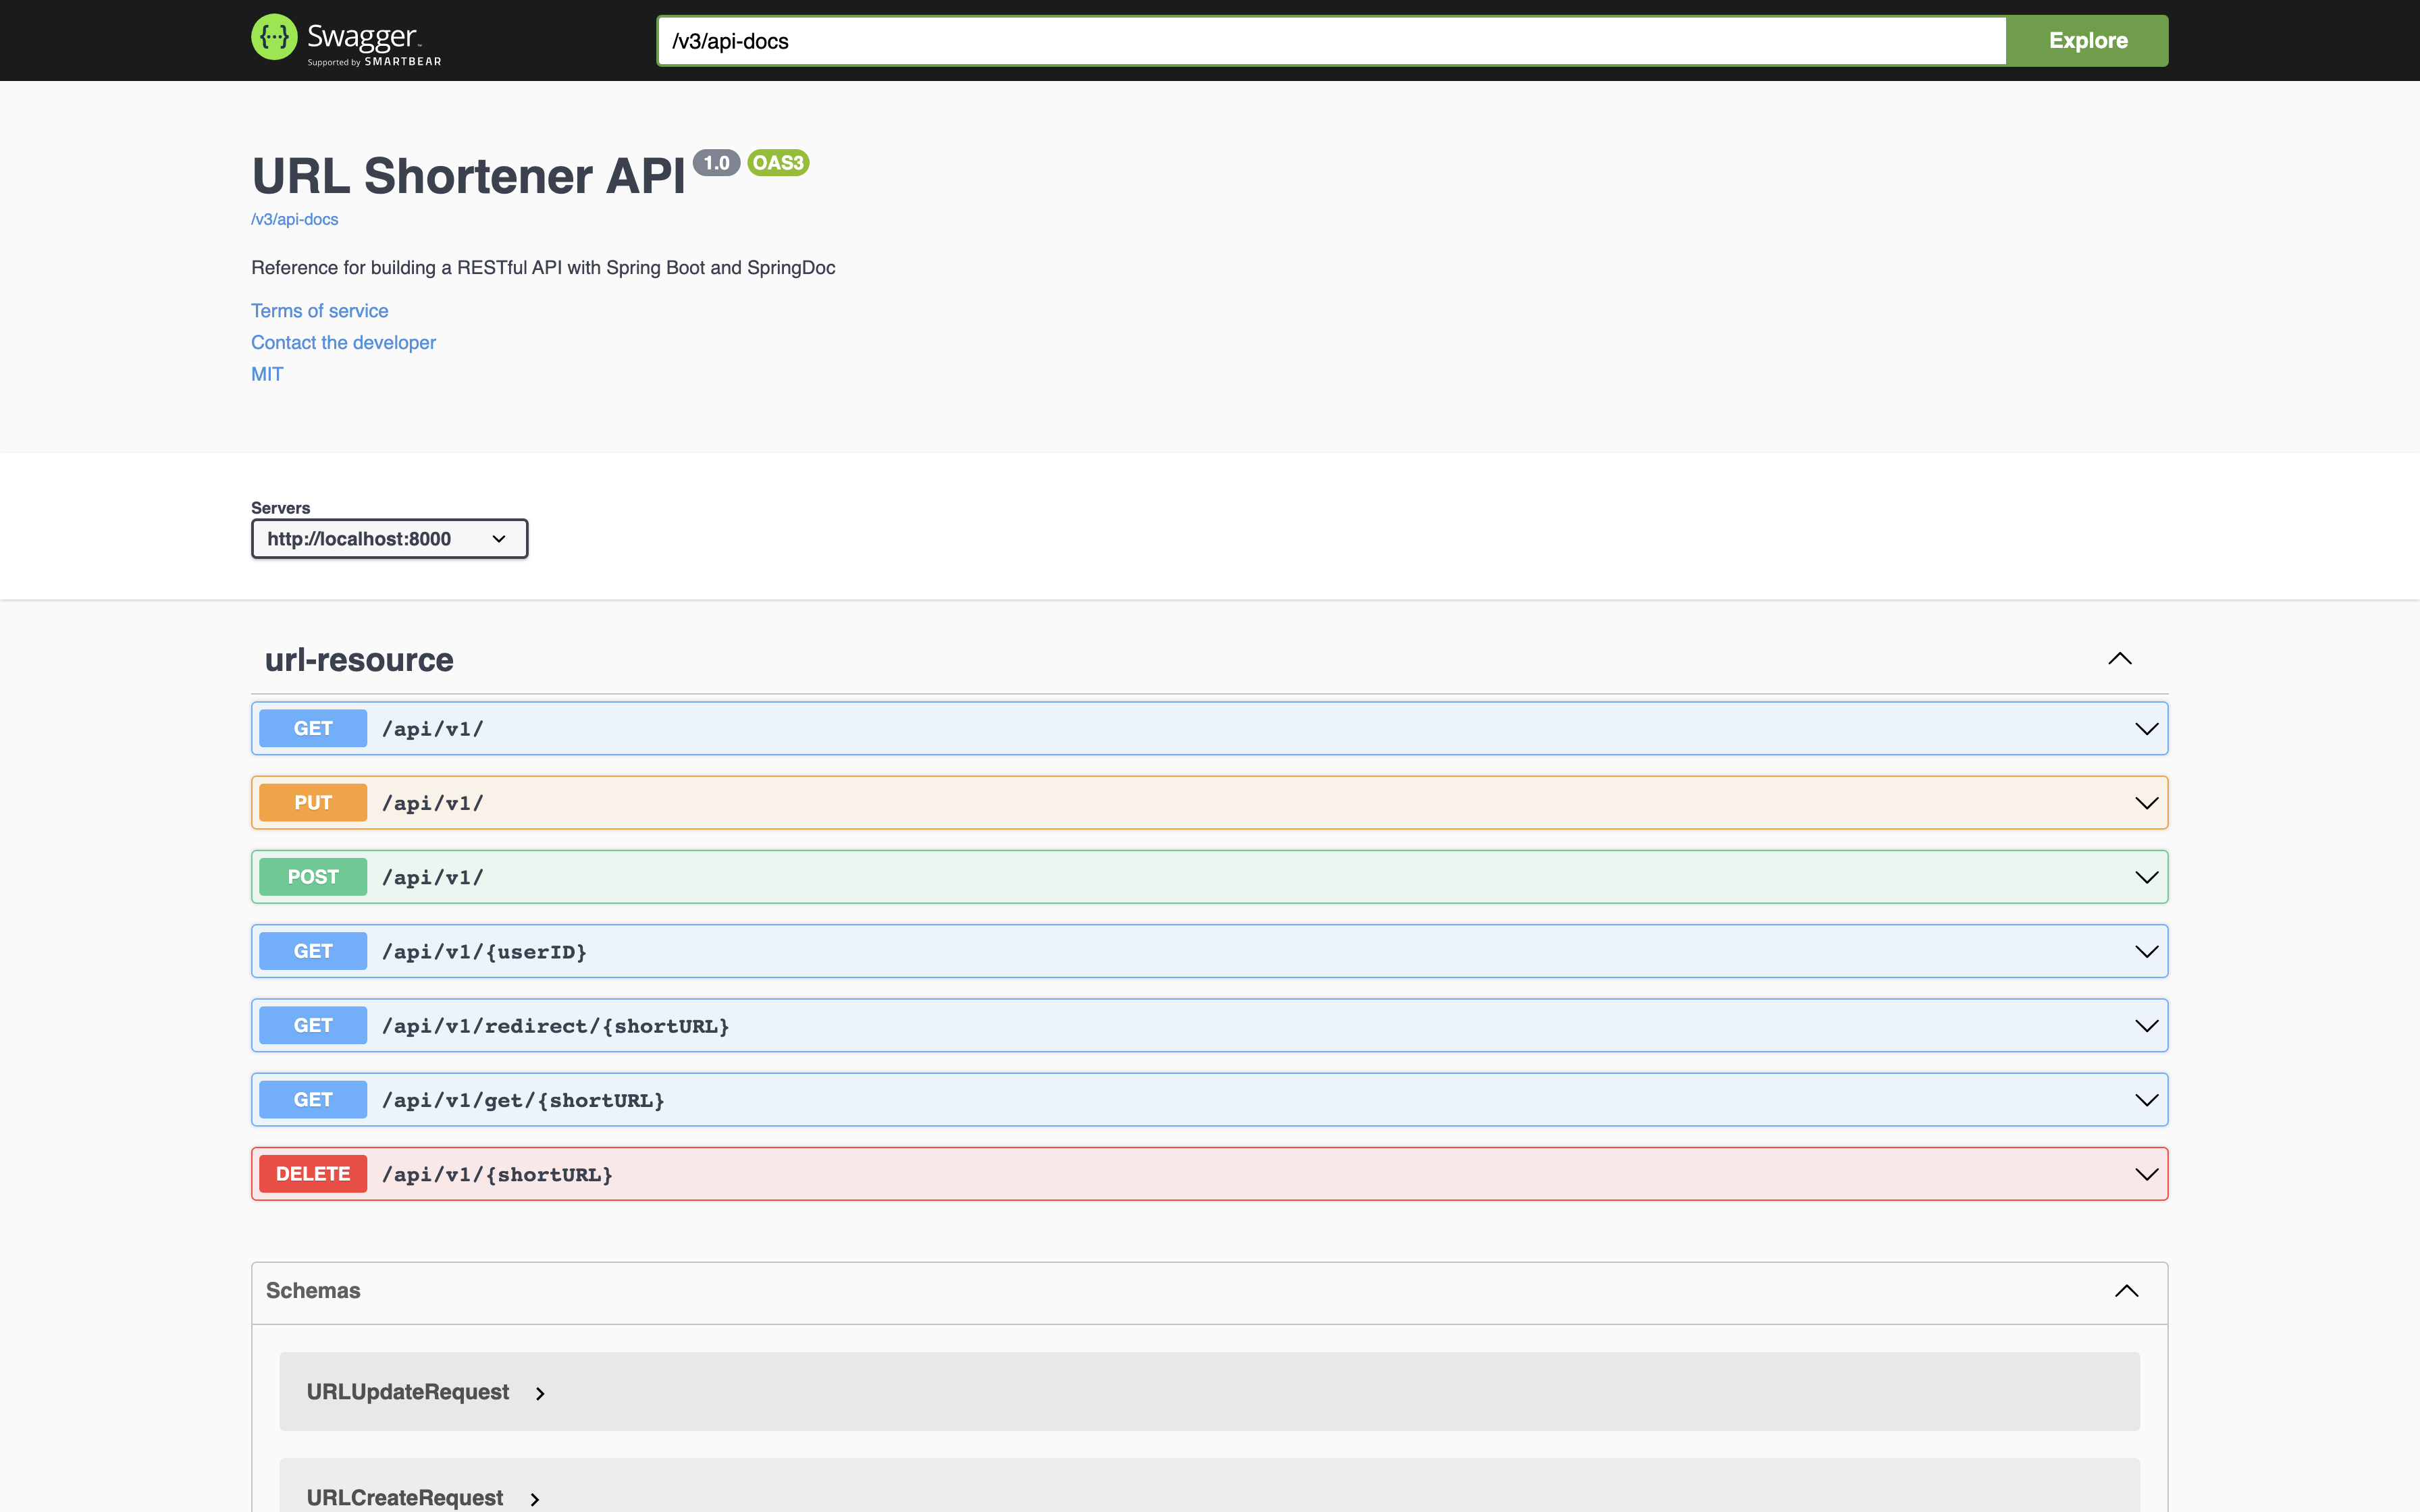 Swagger™
Supported by SMARTBEAR
/v3/api-docs
Explore
URL Shortener API 1.0 OAS3
/v3/api-docs
Reference for building a RESTful API with Spring Boot and SpringDoc
Terms of service
Contact the developer
MIT
Servers
http://localhost:8000
url-resource
GET /api/v1/
PUT /api/v1/
POST /api/v1/
GET /api/v1/{userID}
GET /api/v1/redirect/{shortURL}
GET /api/v1/get/{shortURL}
DELETE /api/v1/{shortURL}
Schemas
URLUpdateRequest
URLCreateRequest